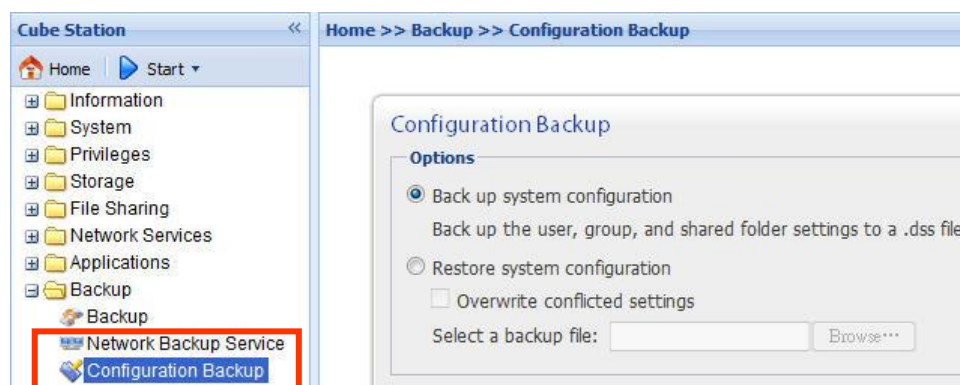 Cube Station «
Home Start
Information
System
Privileges
Storage
File Sharing
Network Services
Applications
Backup
Backup
Network Backup Service
Configuration Backup
Home >> Backup >> Configuration Backup
Configuration Backup
Options
Back up system configuration
Back up the user, group, and shared folder settings to a .dss file
Restore system configuration
Overwrite conflicted settings
Select a backup file: Browse···